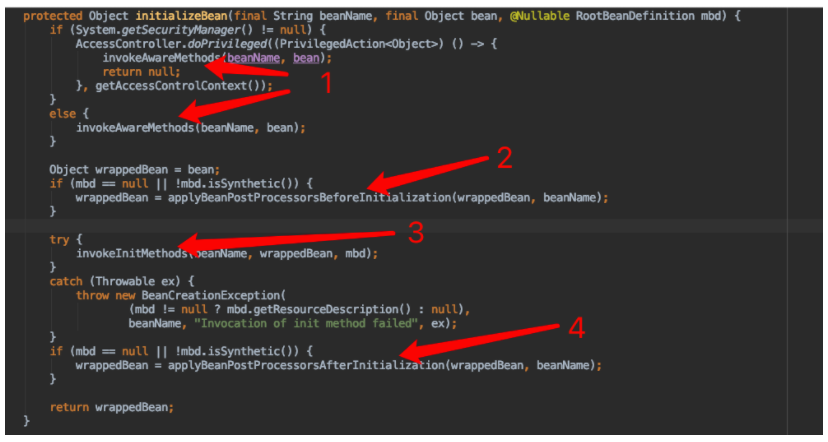 protected Object initializeBean(final String beanName, final Object bean, @Nullable RootBeanDefinition mbd) {
if (System.getSecurityManager() != null) {
AccessController.doPrivileged((PrivilegedAction<Object>) () -> {
invokeAwareMethods(beanName, bean);
return null;
1
}, getAccessControlContext());
}
else {
invokeAwareMethods(beanName, bean);
}
2
Object wrappedBean = bean;
if (mbd == null || !mbd.isSynthetic()) {
wrappedBean = applyBeanPostProcessorsBeforeInitialization(wrappedBean, beanName);
}
3
try {
invokeInitMethods(beanName, wrappedBean, mbd);
}
catch (Throwable ex) {
throw new BeanCreationException(
(mbd != null ? mbd.getResourceDescription() : null),
beanName, "Invocation of init method failed", ex);
4
}
if (mbd == null || !mbd.isSynthetic()) {
wrappedBean = applyBeanPostProcessorsAfterInitialization(wrappedBean, beanName);
}
return wrappedBean;
}